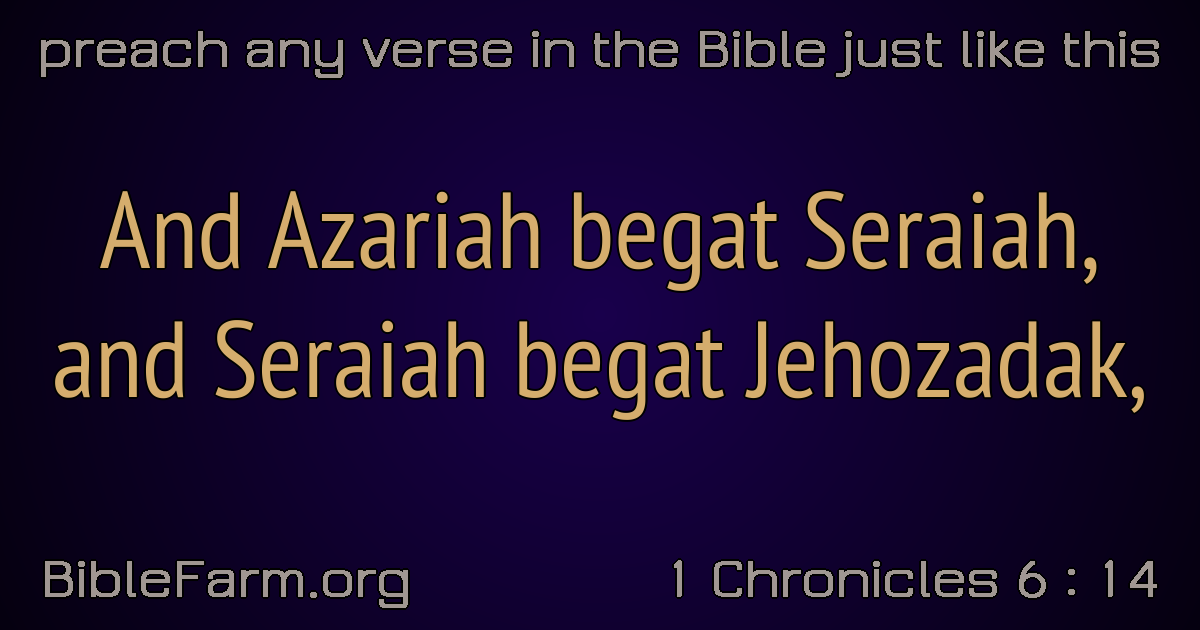 preach any verse in the Bible just like this
And Azariah begat Seraiah,
and Seraiah begat Jehozadak,
BibleFarm.org
1 Chronicles 6 : 14